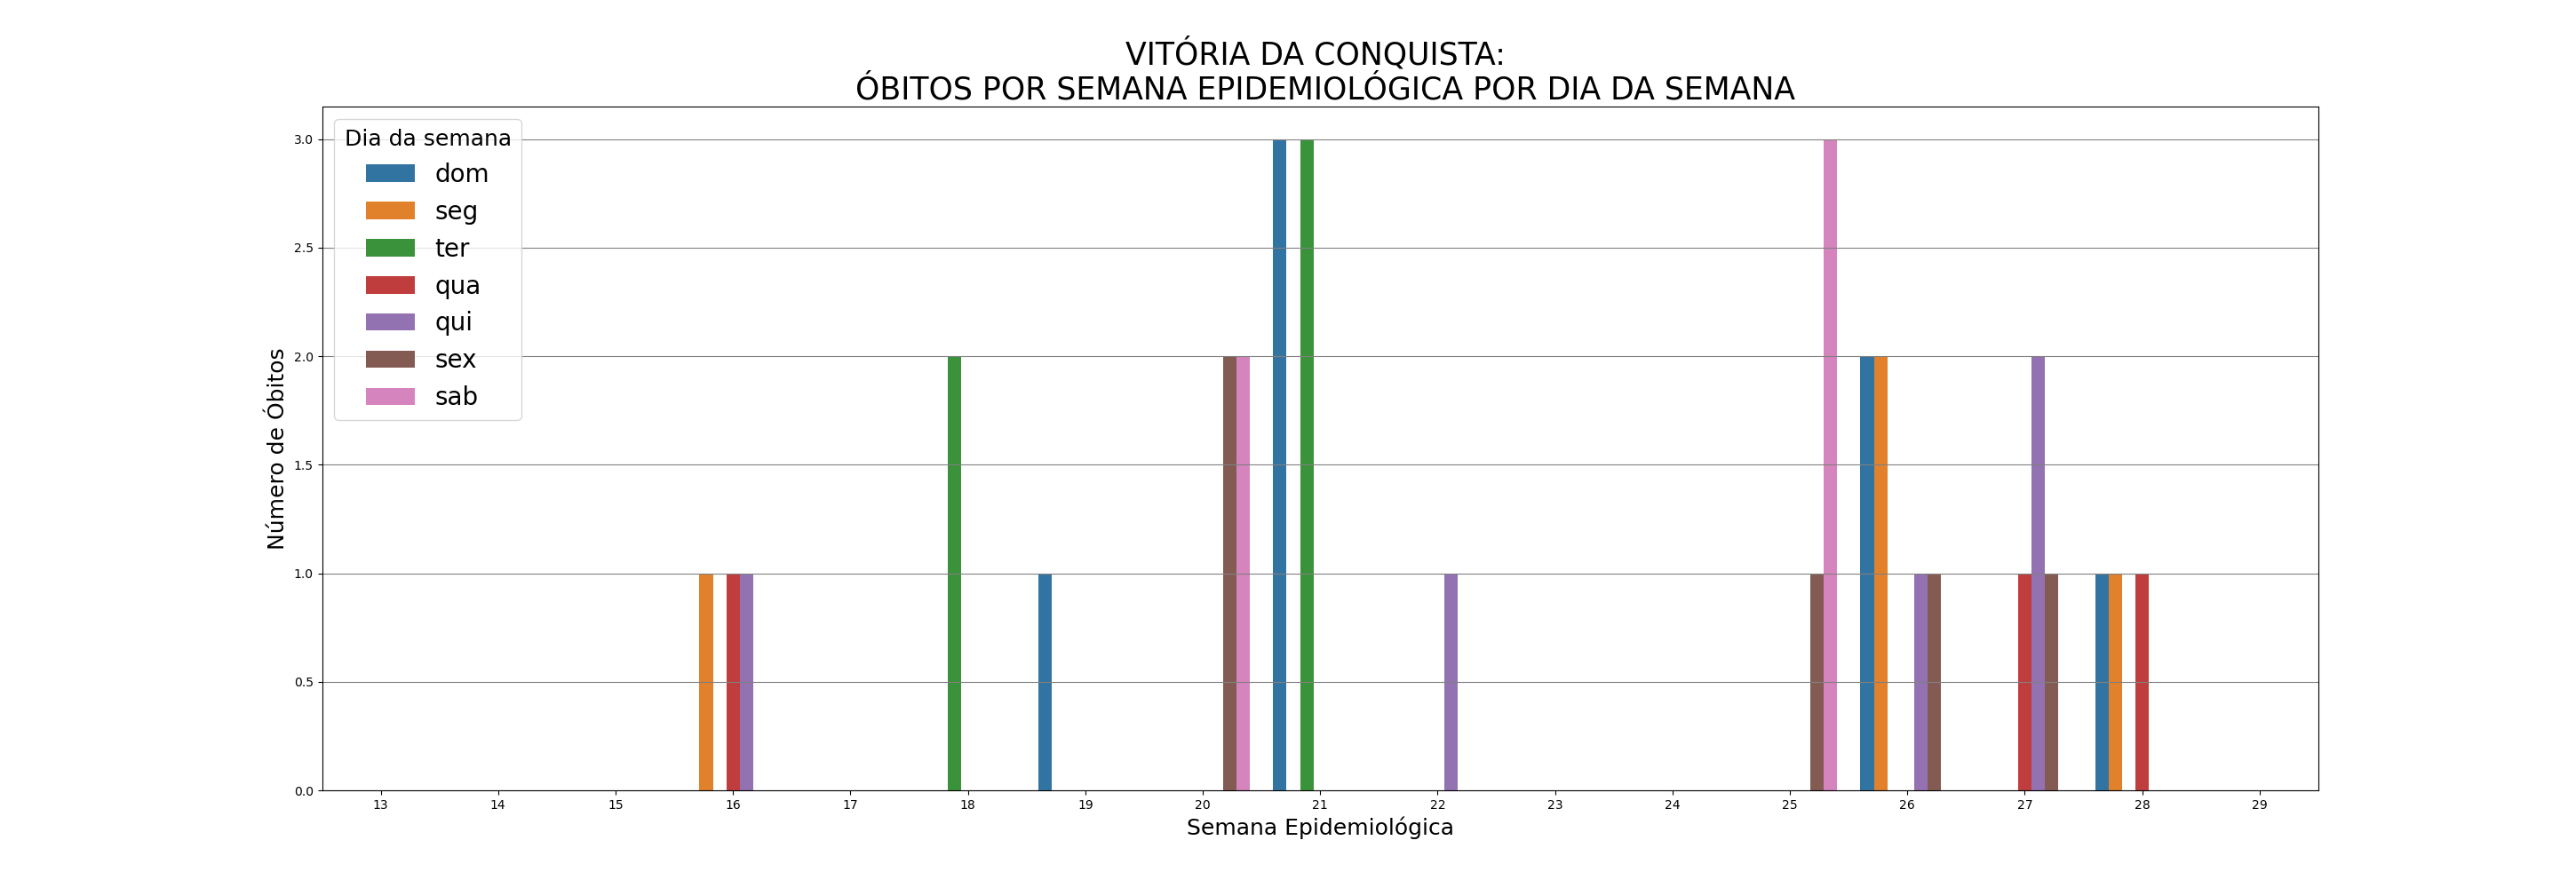 VITÓRIA DA CONQUISTA:
ÓBITOS POR SEMANA EPIDEMIOLÓGICA POR DIA DA SEMANA
Dia da semana
dom
seg
ter
qua
qui
sex
sab
Número de Óbitos
3.0
2.5
2.0
1.5
1.0
0.5
0.0
13 14 15 16 17 18 19 20 21 22 23 24 25 26 27 28 29
Semana Epidemiológica